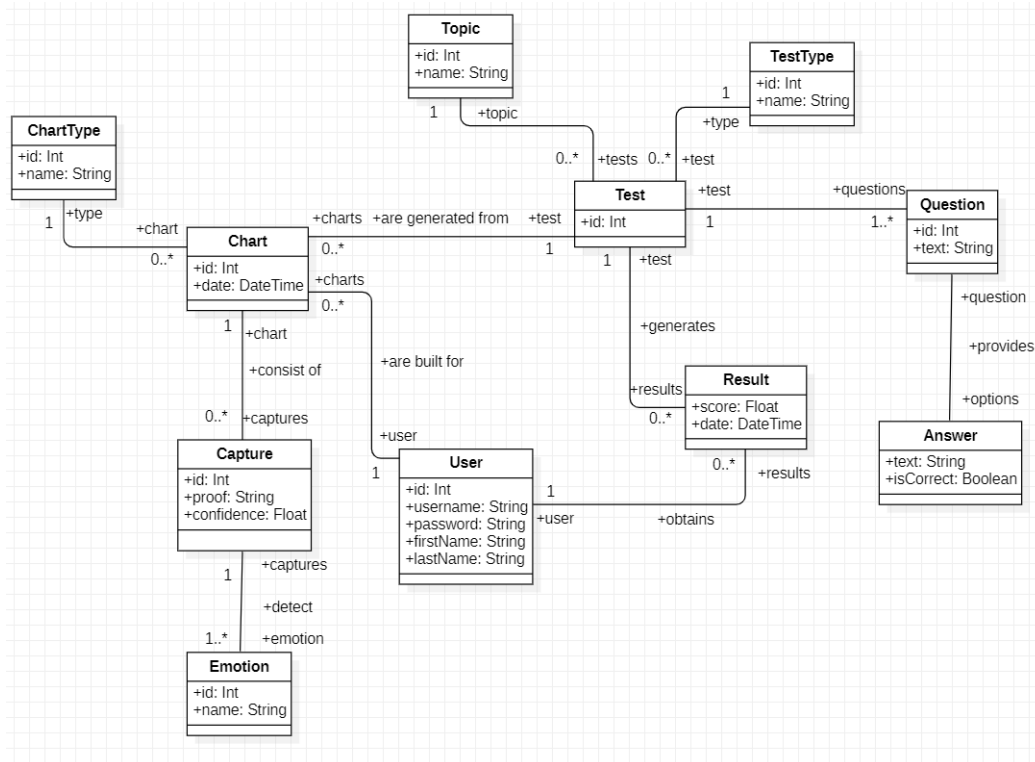 Topic
+id: Int
+name: String
TestType
+id: Int
+name: String
1
+topic
1
+type
ChartType
+id: Int
+name: String
1
+type
0..*
+tests
0..*
+test
Test
+id: Int
+test
1
+questions
1..*
Question
+id: Int
+text: String
+chart
0..*
Chart
+id: Int
+date: DateTime
+charts
0..*
+are generated from
+test
1
+charts
0..*
1
+test
+question
+provides
+options
Answer
+text: String
+isCorrect: Boolean
+generates
+results
0..*
Result
+score: Float
+date: DateTime
0..*
+results
1
+chart
+consist of
0..*
+captures
+are built for
+user
1
Capture
+id: Int
+proof: String
+confidence: Float
User
+id: Int
+username: String
+password: String
+firstName: String
+lastName: String
1
+user
+obtains
+captures
1
+detect
1..*
+emotion
Emotion
+id: Int
+name: String